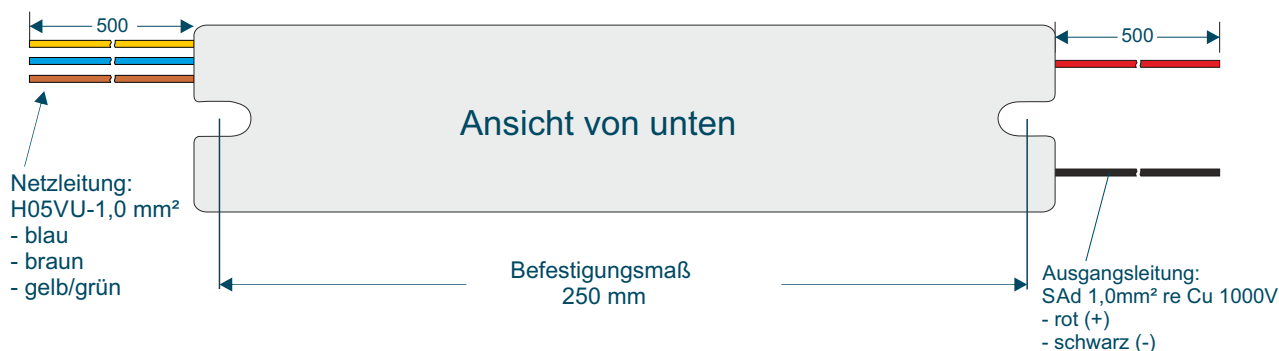 500
500
Ansicht von unten
Netzleitung:
H05VU-1,0 mm²
- blau
- braun
- gelb/grün
Befestigungsmaß
250 mm
Ausgangsleitung:
SAd 1,0mm² re Cu 1000V
- rot (+)
- schwarz (-)